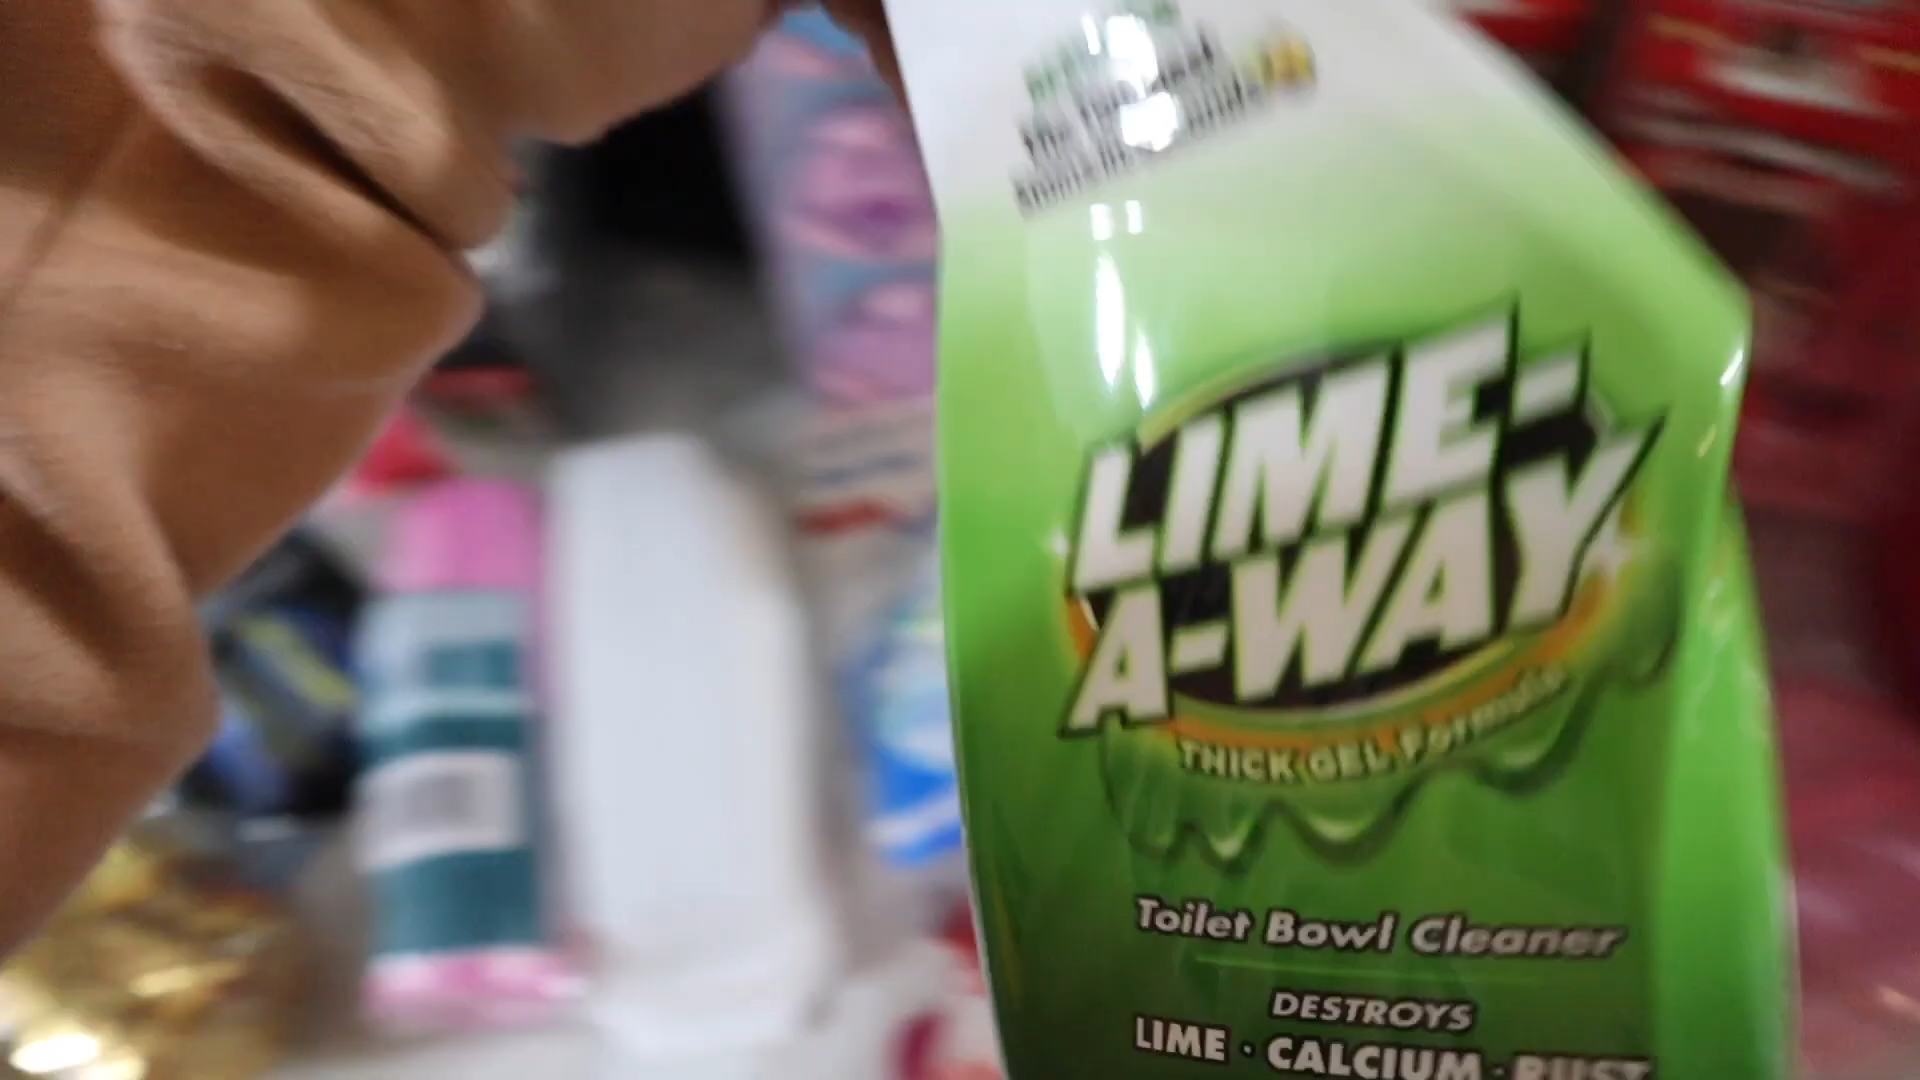 LIME-
A-WAY
THICK GEL Formula
Toilet Bowl Cleaner
DESTROYS
LIME · CALCIUM · RUST